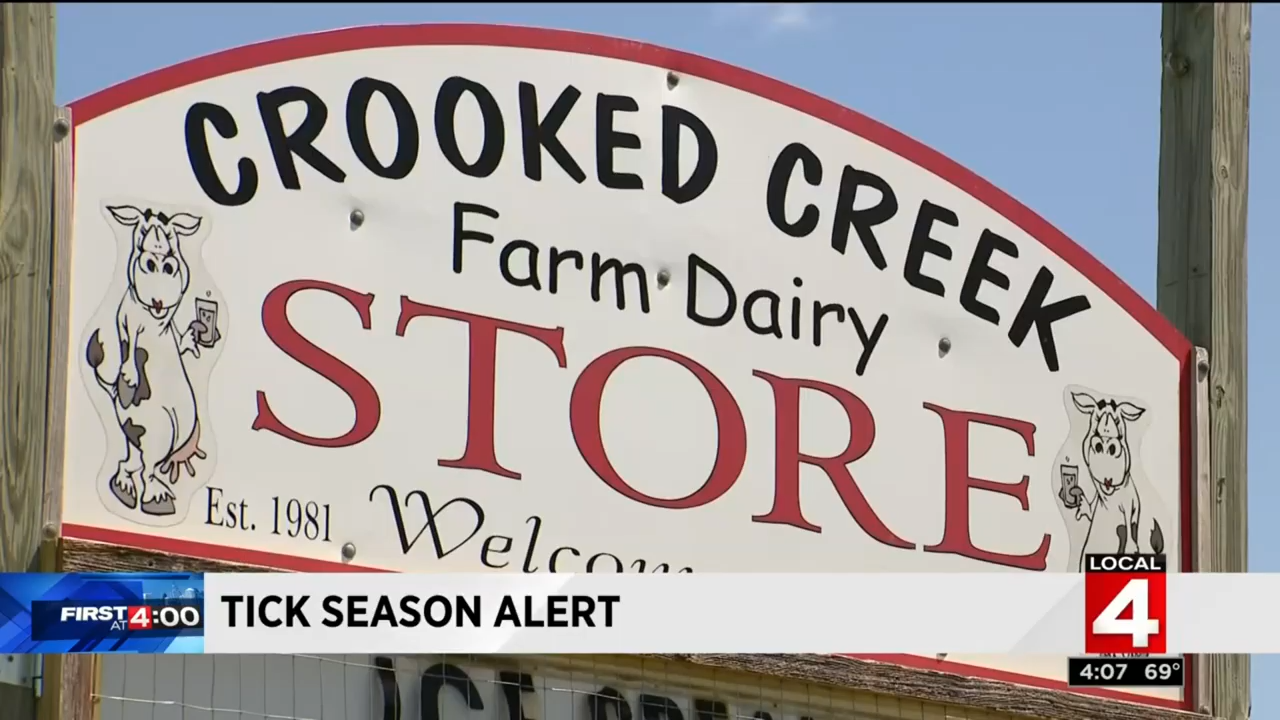 CROOKED CREEK
Farm Dairy
STORE
Est. 1981
FIRST AT 4:00
TICK SEASON ALERT
LOCAL
4
4:07 69°
ICE